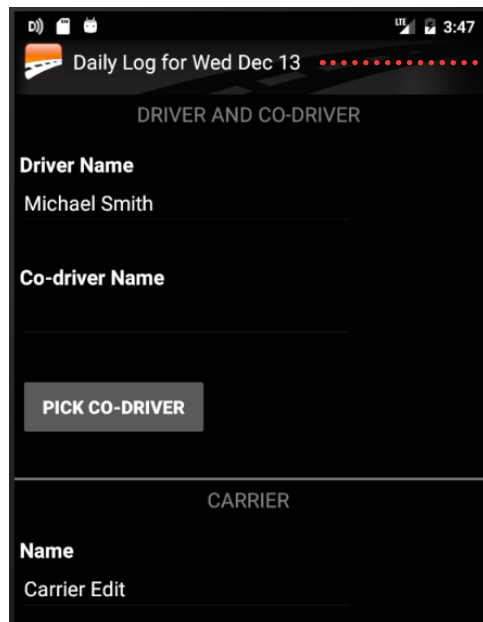 D))
LTE
3:47
Daily Log for Wed Dec 13
DRIVER AND CO-DRIVER
Driver Name
Michael Smith
Co-driver Name
PICK CO-DRIVER
CARRIER
Name
Carrier Edit